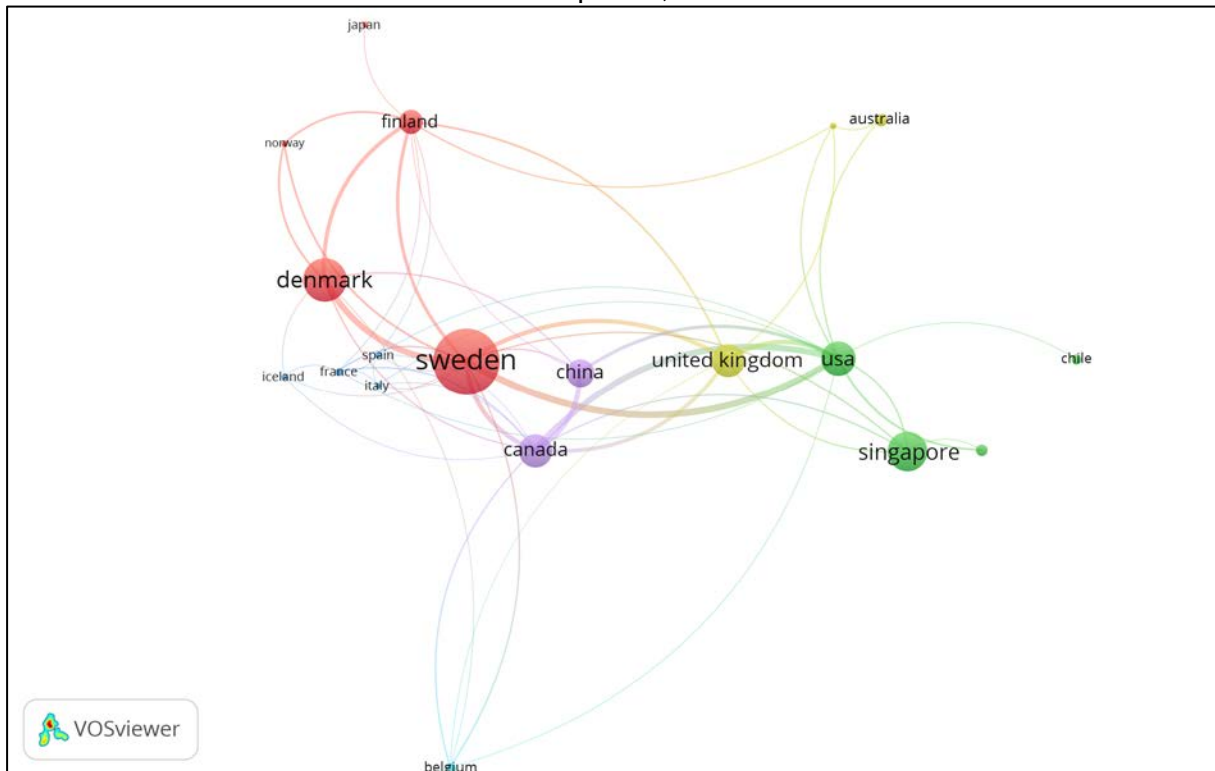 japan
finland
australia
norway
denmark
spain
sweden
united kingdom
usa
chile
iceland
france
china
italy
canada
singapore
VOSviewer
belgium